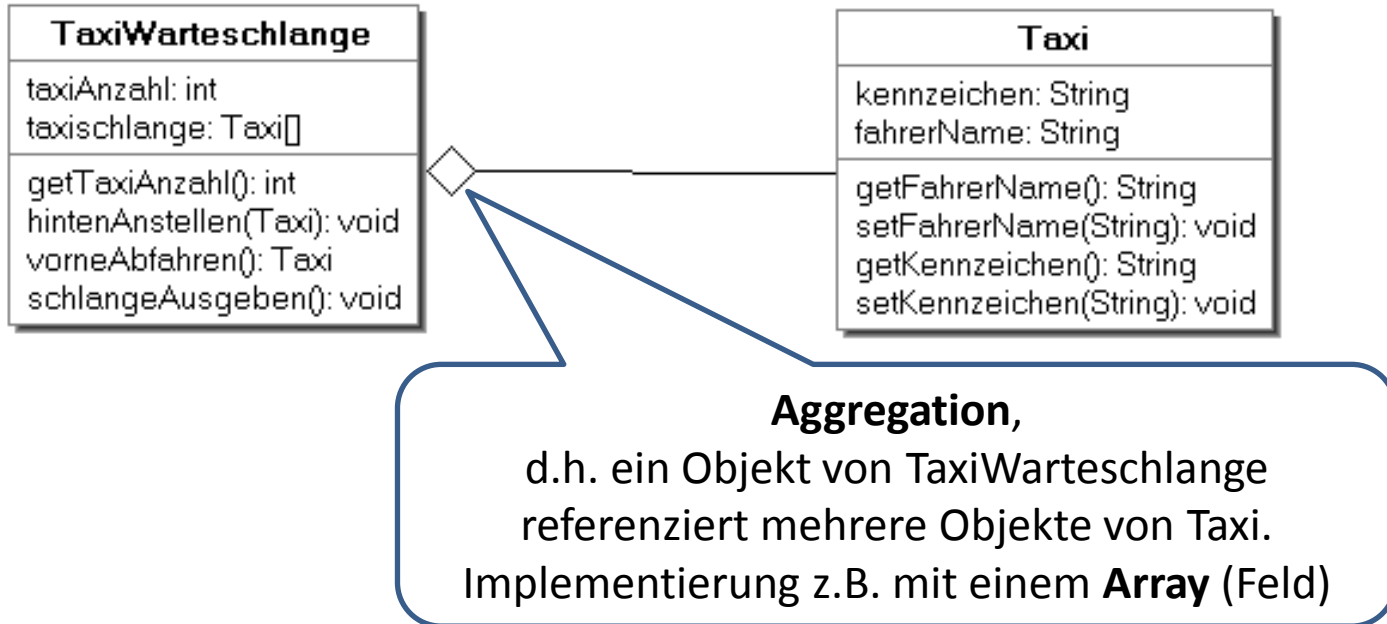 TaxiWarteschlange
taxiAnzahl: int
taxischlange: Taxi[]
getTaxiAnzahl(): int
hintenAnstellen(Taxi): void
vorneAbfahren(): Taxi
schlangeAusgeben(): void
Taxi
kennzeichen: String
fahrerName: String
getFahrerName(): String
setFahrerName(String): void
getKennzeichen(): String
setKennzeichen(String): void
Aggregation,
d.h. ein Objekt von TaxiWarteschlange
referenziert mehrere Objekte von Taxi.
Implementierung z.B. mit einem Array (Feld)